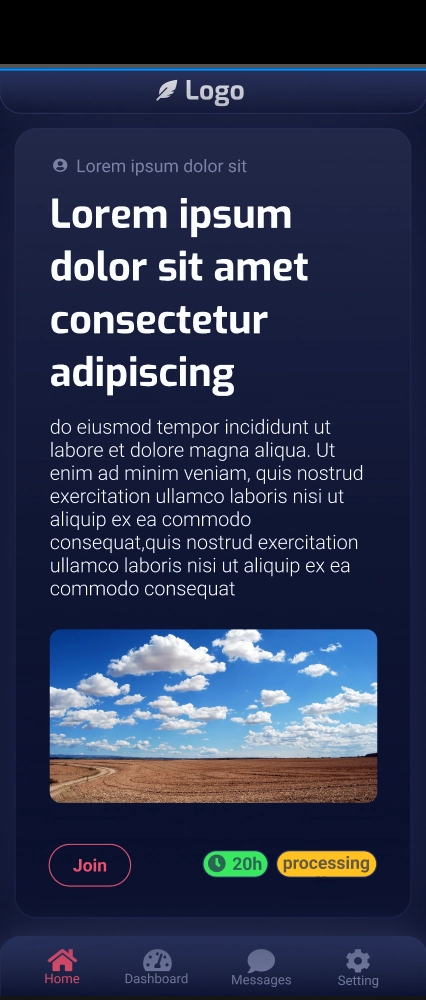 Logo
Lorem ipsum dolor sit
Lorem ipsum
dolor sit amet
consectetur
adipiscing
do eiusmod tempor incididunt ut
labore et dolore magna aliqua. Ut
enim ad minim veniam, quis nostrud
exercitation ullamco laboris nisi ut
aliquip ex ea commodo
consequat,quis nostrud exercitation
ullamco laboris nisi ut aliquip ex ea
commodo consequat
Join
20h
processing
Home
Dashboard
Messages
Setting